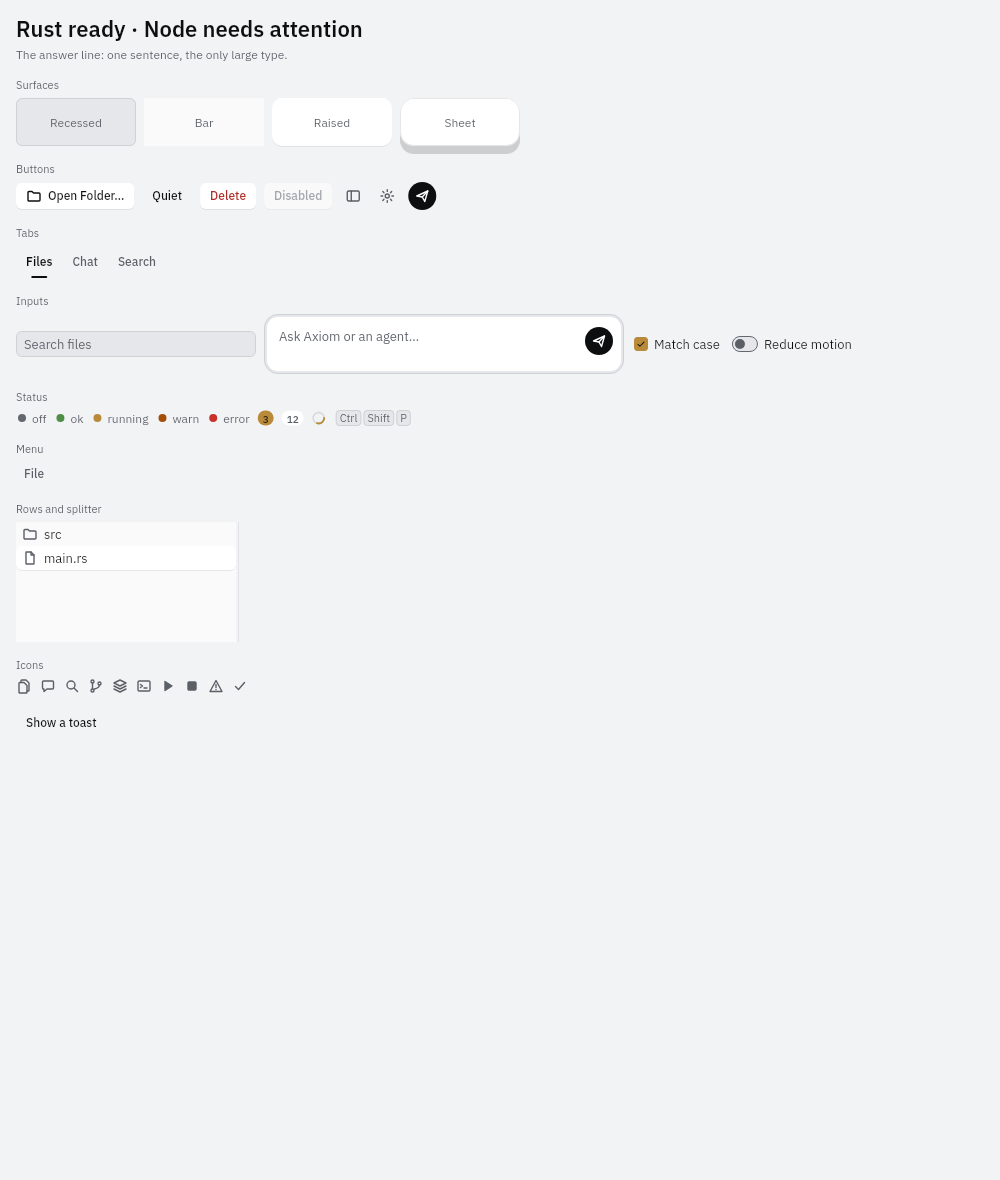 Rust ready · Node needs attention
The answer line: one sentence, the only large type.
Surfaces
Recessed Bar Raised Sheet
Buttons
Open Folder... Quiet Delete Disabled
Tabs
Files Chat Search
Inputs
Search files Ask Axiom or an agent... Match case Reduce motion
Status
off ok running warn error 3 12 Ctrl Shift P
Menu
File
Rows and splitter
src
main.rs
Icons
Show a toast